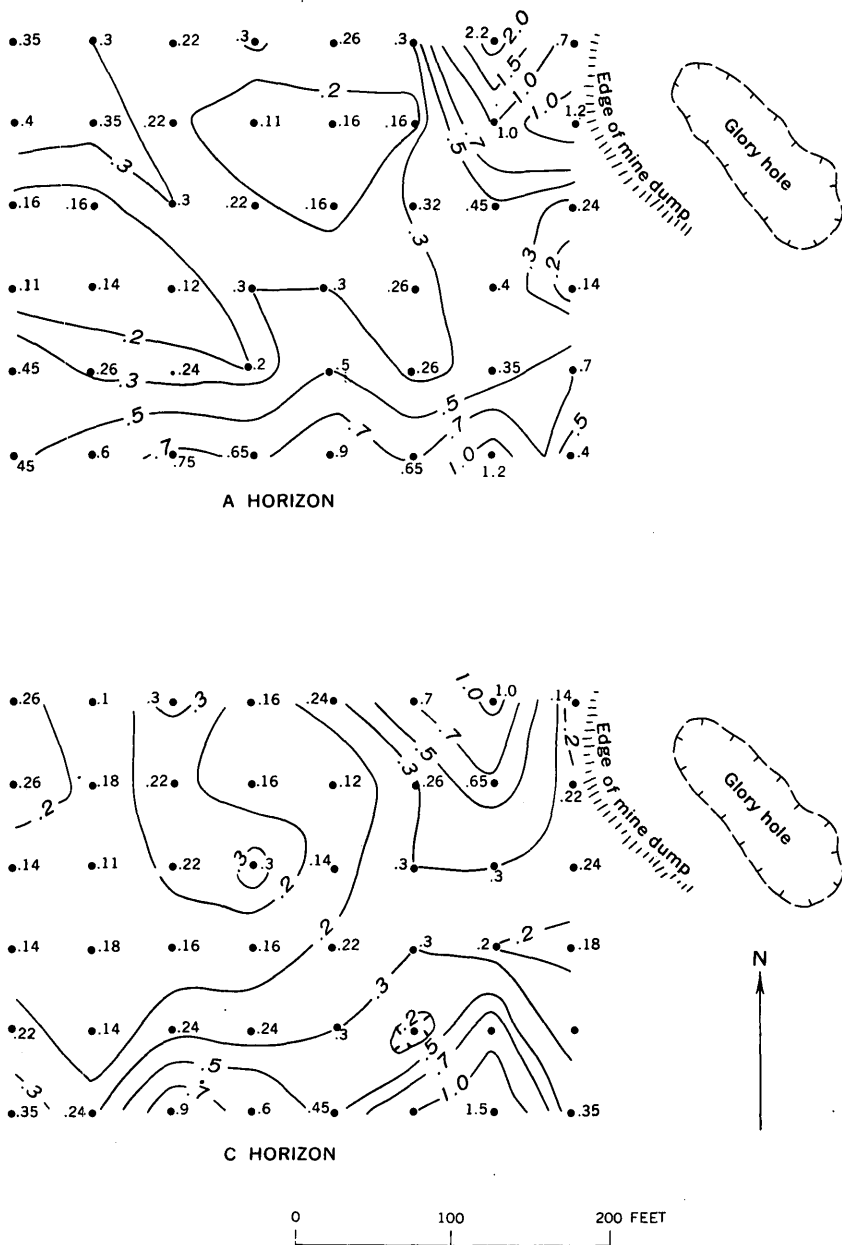 .35 .3 .22 .3 .26 .3 2.2 2.0 .7
.5 1.0
.2 1.0
.4 .35 .22 .11 .16 .16 1.0 1.2
.3 .7
.5
.16 .16 .3 .22 .16 .32 .45 .24
.3 .3 .2
.11 .14 .12 .3 .3 .26 .4 .14
.2
.45 .26 .24 .2 .5 .26 .35 .7
.3
.5 .5 .5
.7 .7 .7
45 .6 .75 .65 .9 .65 1.0 1.2 .4
Edge of mine dump
Glory hole
A HORIZON
.26 .1 .3 .3 .16 .24 .7 1.0 1.0 .14
.7 .2
.5
.3
.26 .18 .22 .16 .12 .26 .65 .22
.2
.14 .11 .22 .3 .3 .14 .3 .3 .24
.2
.2
.14 .18 .16 .16 .22 .3 .2 .2 .18
.3
.22 .14 .24 .24 .3 .2
.5
.5 .7
.3 .7 1.0
.35 .24 .9 .6 .45 1.5 .35
Edge of mine dump
Glory hole
N
C HORIZON
0 100 200 FEET